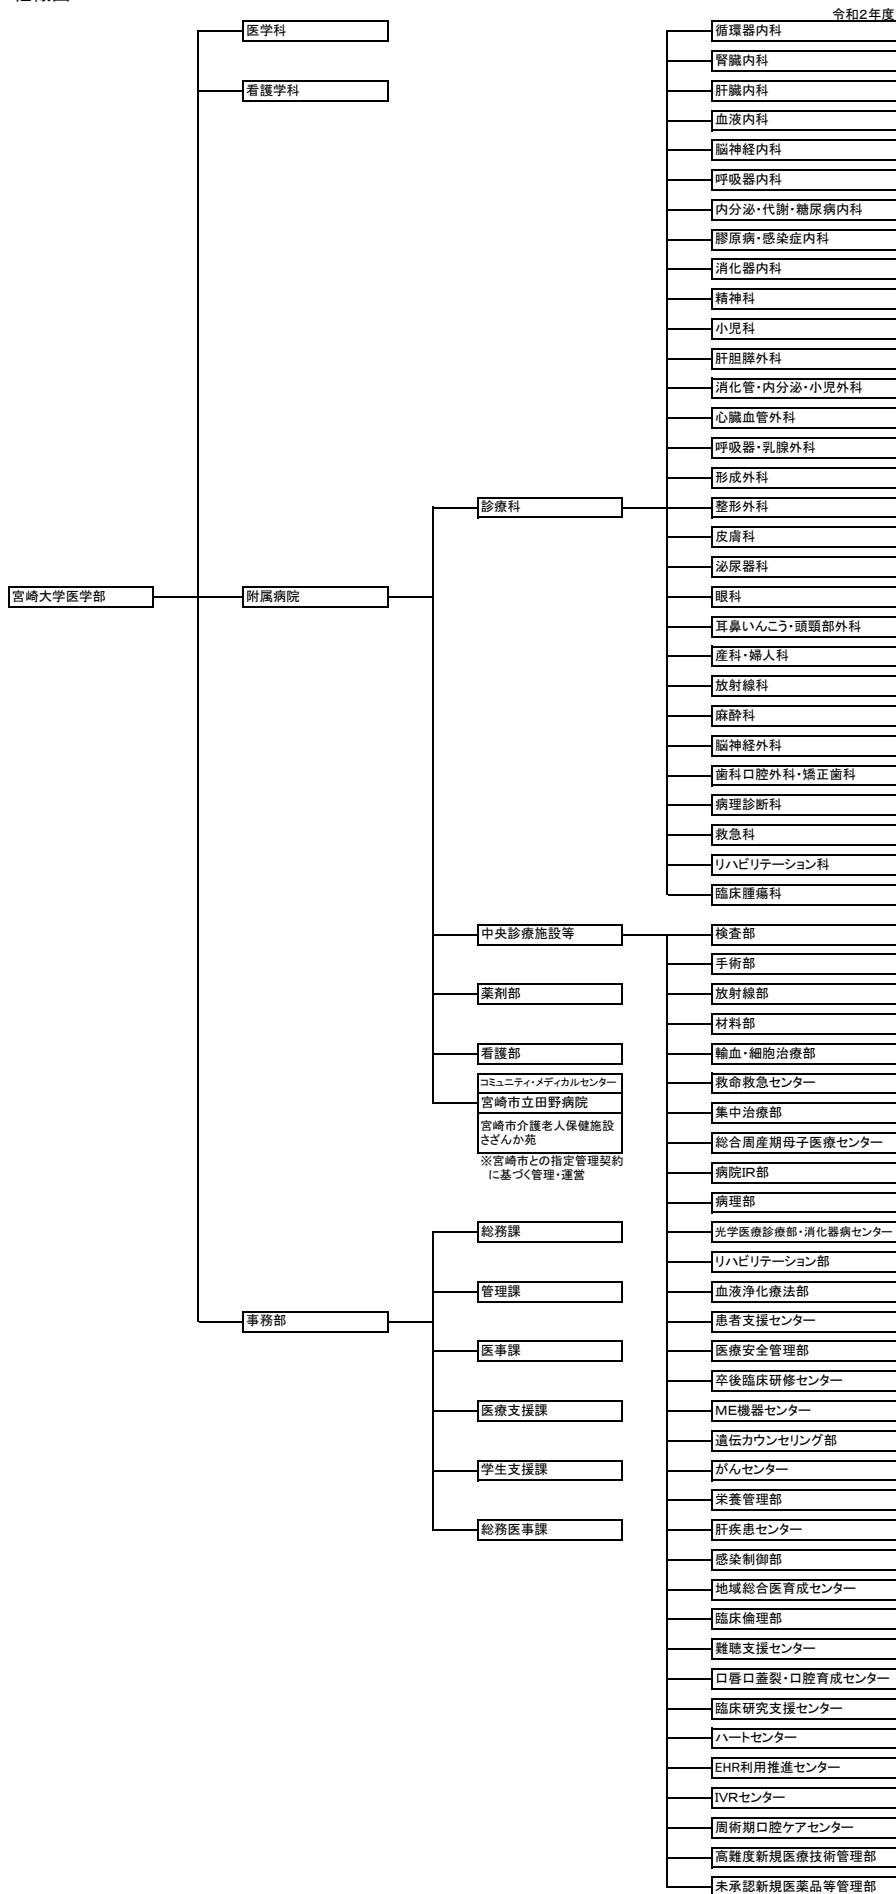 令和2年度
宮崎大学医学部
医学科
看護学科
附属病院
診療科
循環器内科
腎臓内科
肝臓内科
血液内科
脳神経内科
呼吸器内科
内分泌・代謝・糖尿病内科
膠原病・感染症内科
消化器内科
精神科
小児科
肝胆膵外科
消化管・内分泌・小児外科
心臓血管外科
呼吸器・乳腺外科
形成外科
整形外科
皮膚科
泌尿器科
眼科
耳鼻いんこう・頭頸部外科
産科・婦人科
放射線科
麻酔科
脳神経外科
歯科口腔外科・矯正歯科
病理診断科
救急科
リハビリテーション科
臨床腫瘍科
中央診療施設等
検査部
手術部
放射線部
材料部
輸血・細胞治療部
救命救急センター
集中治療部
総合周産期母子医療センター
病院IR部
病理部
光学医療診療部・消化器病センター
リハビリテーション部
血液浄化療法部
患者支援センター
医療安全管理部
卒後臨床研修センター
ME機器センター
遺伝カウンセリング部
がんセンター
栄養管理部
肝疾患センター
感染制御部
地域総合医育成センター
臨床倫理部
難聴支援センター
口唇口蓋裂・口腔育成センター
臨床研究支援センター
ハートセンター
EHR利用推進センター
IVRセンター
周術期口腔ケアセンター
高難度新規医療技術管理部
未承認新規医薬品等管理部
薬剤部
看護部
コミュニティ・メディカルセンター
宮崎市立田野病院
宮崎市介護老人保健施設
さざんか苑
※宮崎市との指定管理契約
に基づく管理・運営
事務部
総務課
管理課
医事課
医療支援課
学生支援課
総務医事課